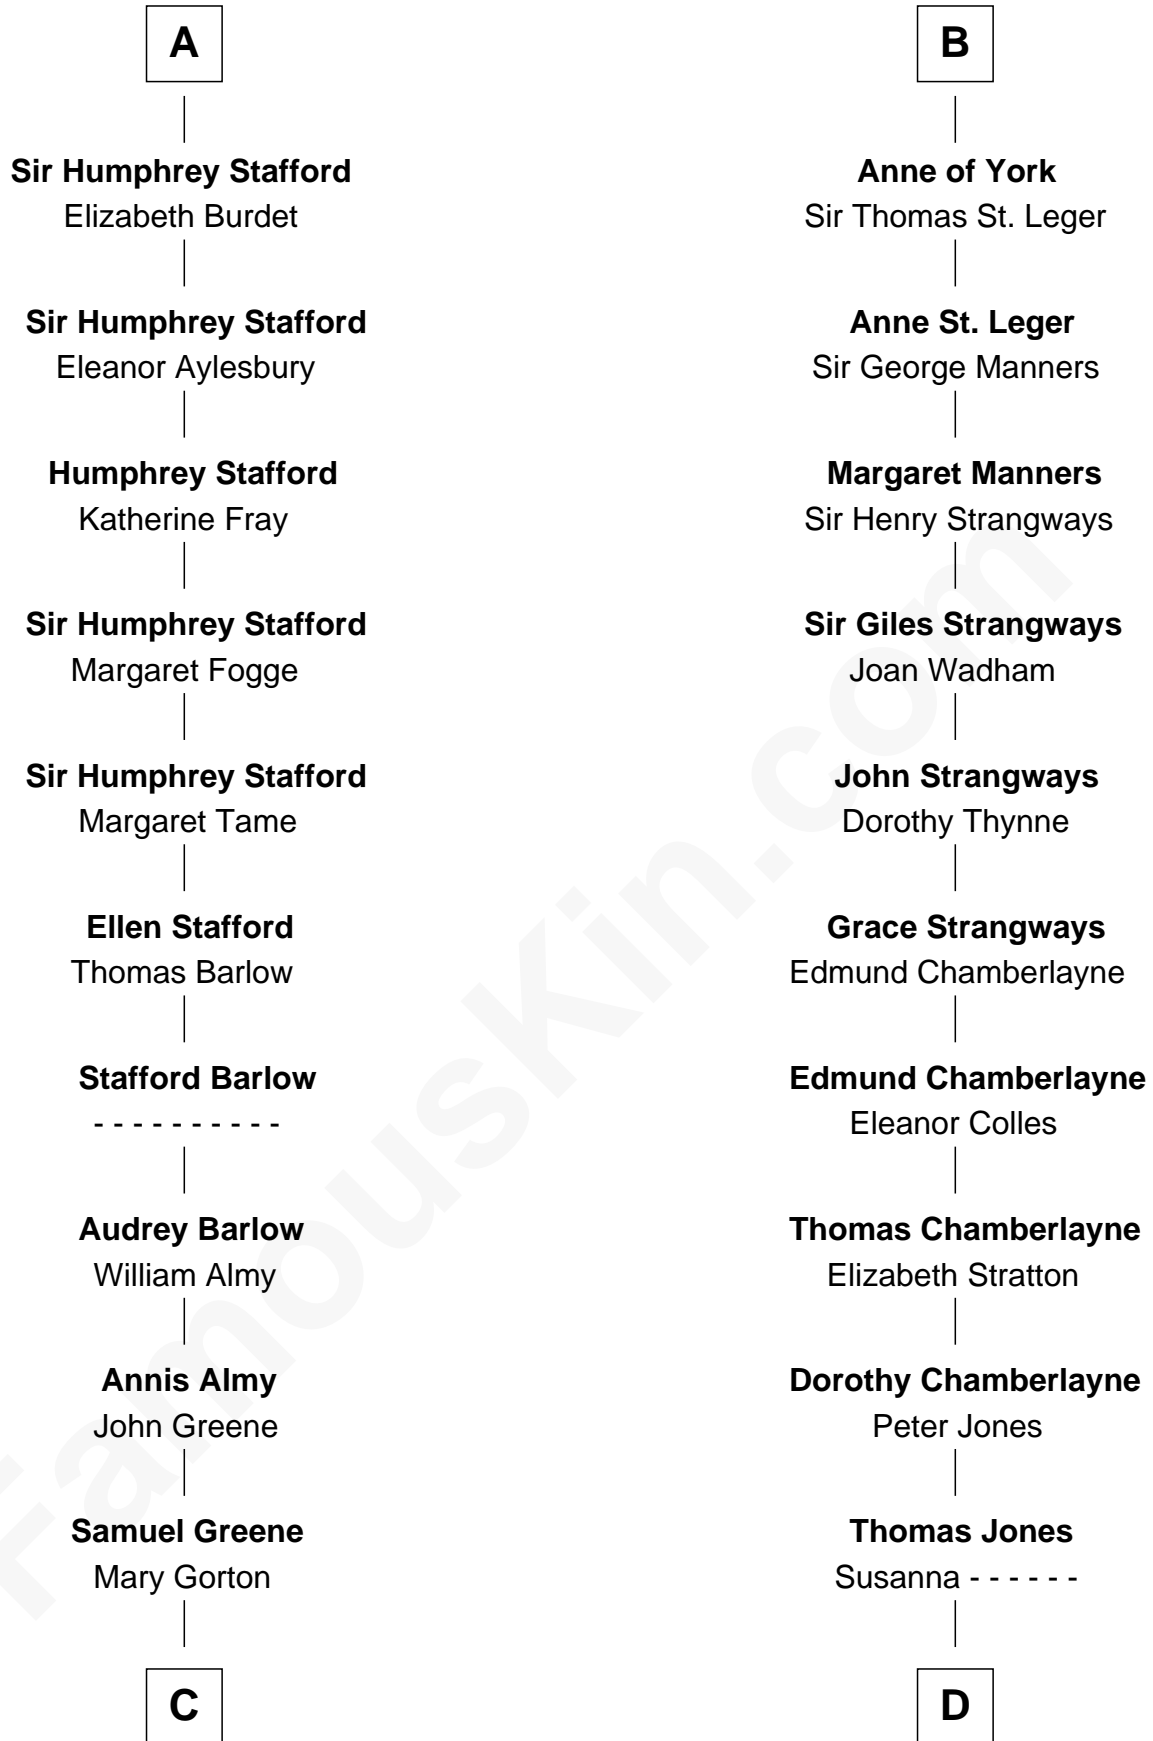 A
Sir Humphrey Stafford
Elizabeth Burdet
Sir Humphrey Stafford
Eleanor Aylesbury
Humphrey Stafford
Katherine Fray
Sir Humphrey Stafford
Margaret Fogge
Sir Humphrey Stafford
Margaret Tame
Ellen Stafford
Thomas Barlow
Stafford Barlow
- - - - - - - - - -
Audrey Barlow
William Almy
Annis Almy
John Greene
Samuel Greene
Mary Gorton
C
B
Anne of York
Sir Thomas St. Leger
Anne St. Leger
Sir George Manners
Margaret Manners
Sir Henry Strangways
Sir Giles Strangways
Joan Wadham
John Strangways
Dorothy Thynne
Grace Strangways
Edmund Chamberlayne
Edmund Chamberlayne
Eleanor Colles
Thomas Chamberlayne
Elizabeth Stratton
Dorothy Chamberlayne
Peter Jones
Thomas Jones
Susanna - - - - - -
D
FamousKin.com